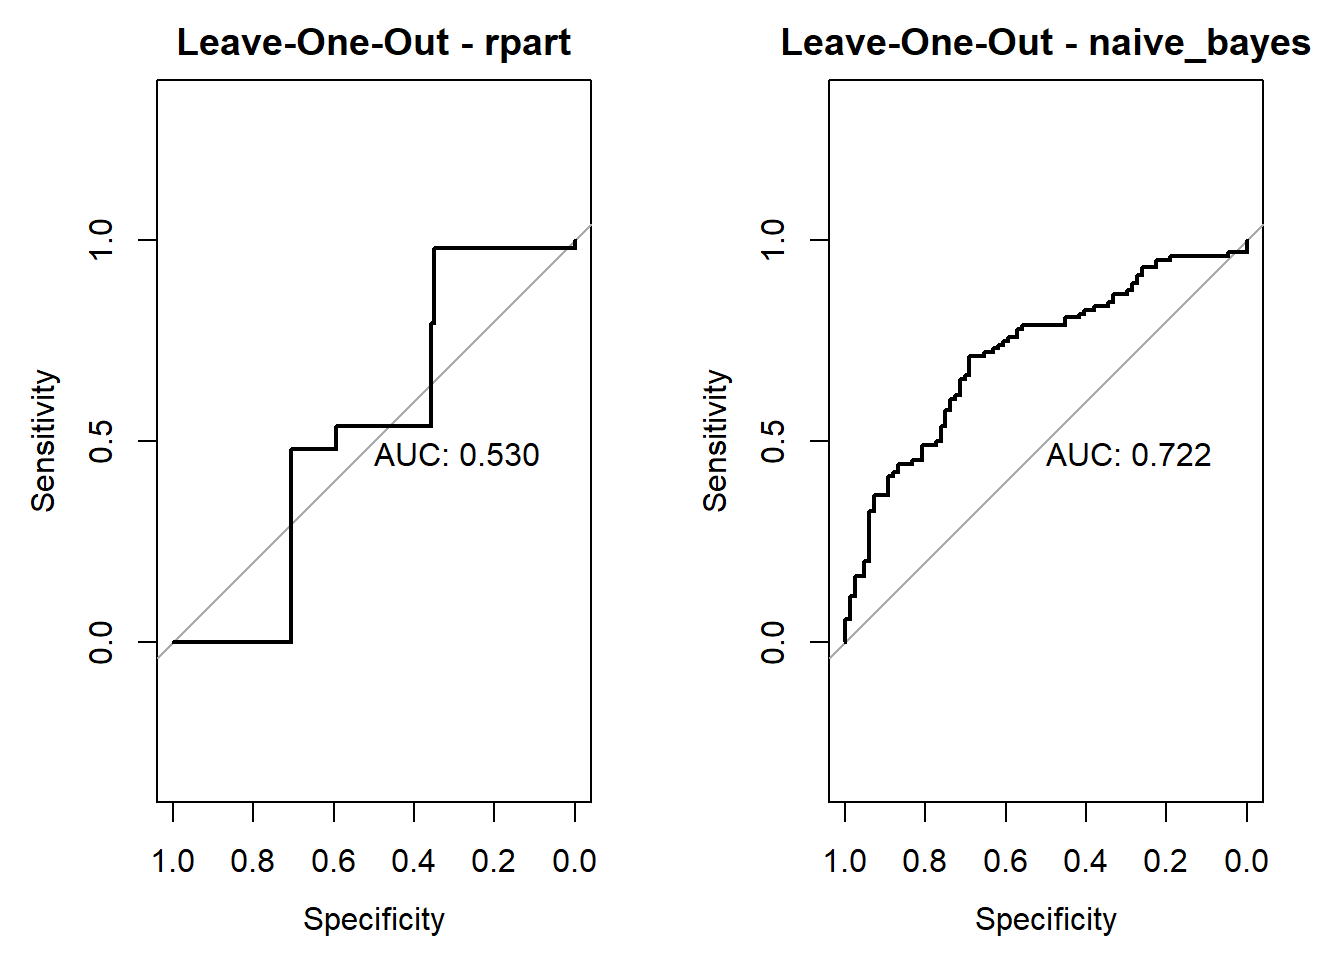 Leave-One-Out - rpart
Sensitivity
1.0
0.5
0.0
AUC: 0.530
1.0 0.8 0.6 0.4 0.2 0.0
Specificity
Leave-One-Out - naive_bayes
Sensitivity
1.0
0.5
0.0
AUC: 0.722
1.0 0.8 0.6 0.4 0.2 0.0
Specificity